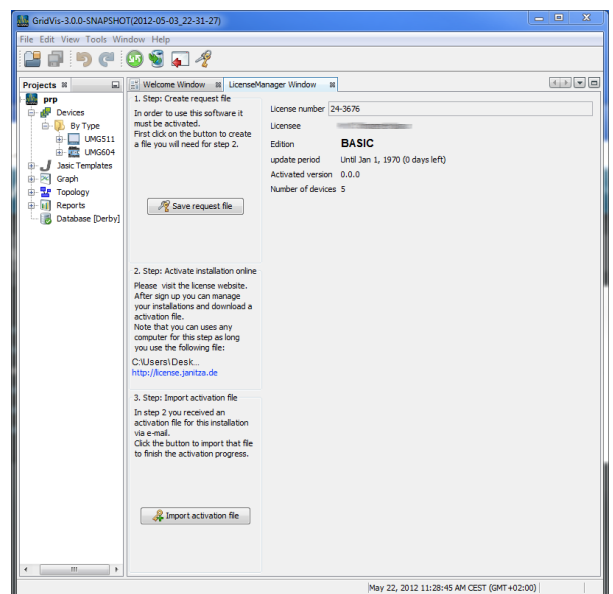 GridVis-3.0.0-SNAPSHOT(2012-05-03_22-31-27)
File Edit View Tools Window Help
Projects
Welcome Window
LicenseManager Window
prp
Devices
By Type
UMG511
UMG604
Jasic Templates
Graph
Topology
Reports
Database [Derby]
1. Step: Create request file
In order to use this software it
must be activated.
First click on the button to create
a file you will need for step 2.
Save request file
2. Step: Activate installation online
Please visit the license website.
After sign up you can manage
your installations and download a
activation file.
Note that you can uses any
computer for this step as long
you use the following file:
C:\Users\Desk...
http://license.janitza.de
3. Step: Import activation file
In step 2 you received an
activation file for this installation
via e-mail.
Click the button to import that file
to finish the activation progress.
Import activation file
License number 24-3676
Licensee
Edition BASIC
update period Until Jan 1, 1970 (0 days left)
Activated version 0.0.0
Number of devices 5
May 22, 2012 11:28:45 AM CEST (GMT+02:00)